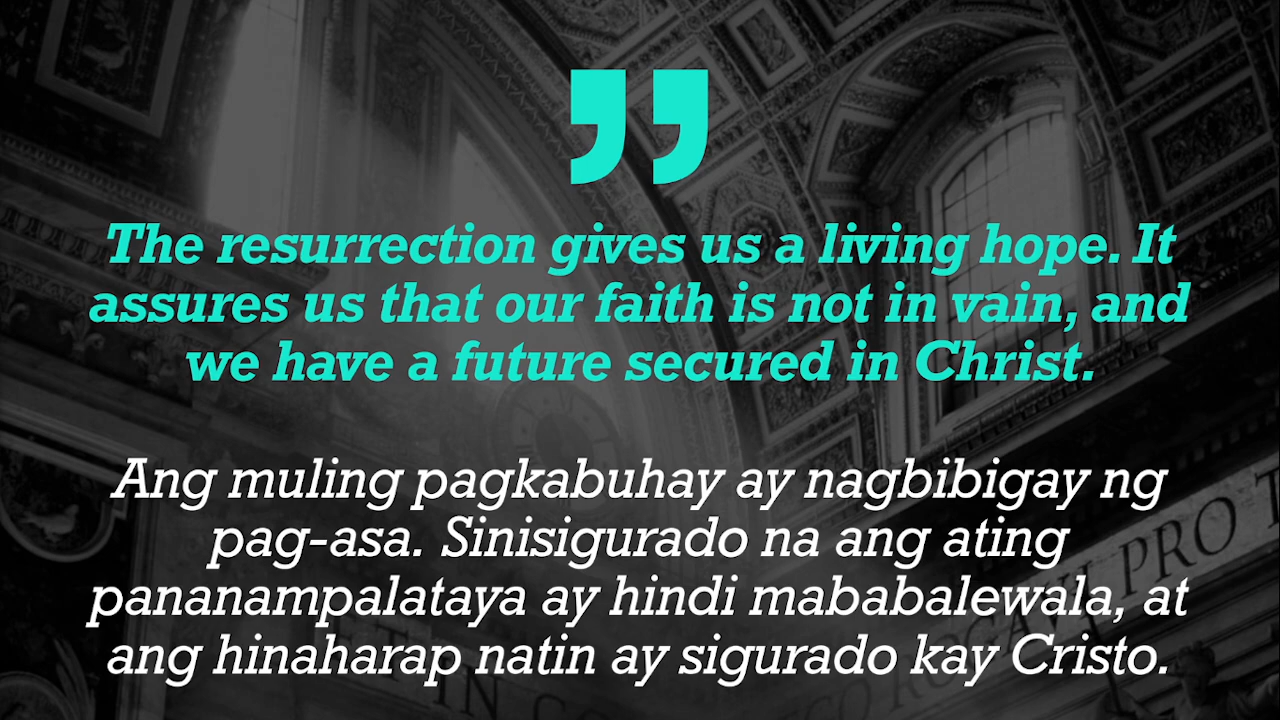 ”
The resurrection gives us a living hope. It
assures us that our faith is not in vain, and
we have a future secured in Christ.
Ang muling pagkabuhay ay nagbibigay ng
pag-asa. Sinisigurado na ang ating
pananampalataya ay hindi mababalewala, at
ang hinaharap natin ay sigurado kay Cristo.
PRO T